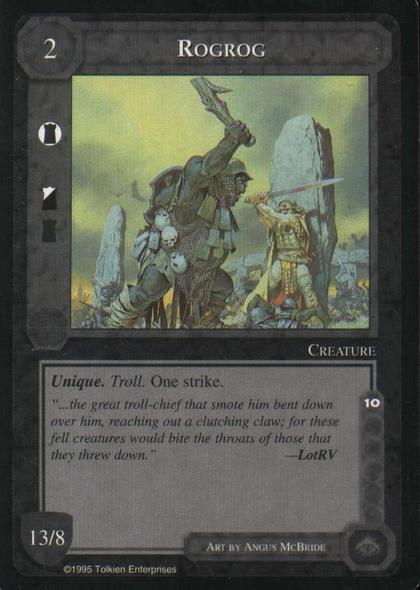 2
ROGROG
CREATURE
Unique. Troll. One strike.
"...the great troll-chief that smote him bent down
over him, reaching out a clutching claw; for these
fell creatures would bite the throats of those that
they threw down." —LotRV
10
13/8
ART BY ANGUS MCBRIDE
©1995 Tolkien Enterprises